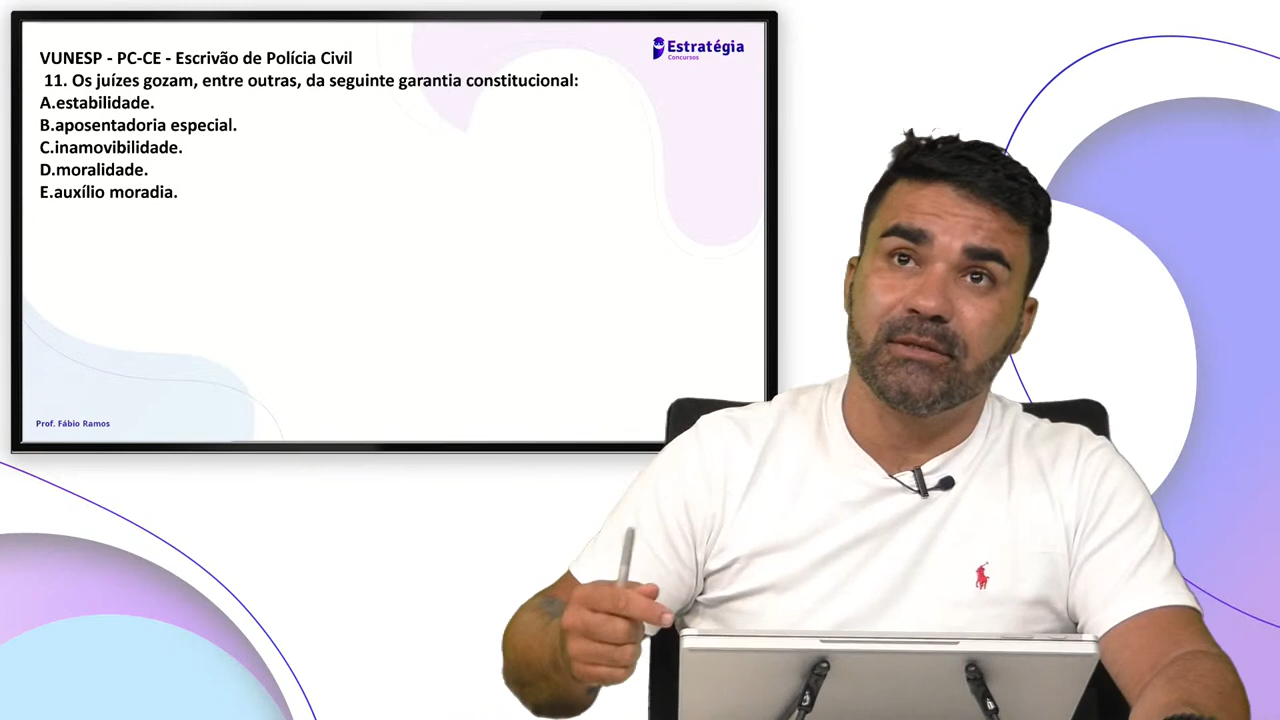 VUNESP - PC-CE - Escrivão de Polícia Civil
11. Os juízes gozam, entre outras, da seguinte garantia constitucional:
A.estabilidade.
B.aposentadoria especial.
C.inamovibilidade.
D.moralidade.
E.auxílio moradia.
Estratégia
Concursos
Prof. Fábio Ramos